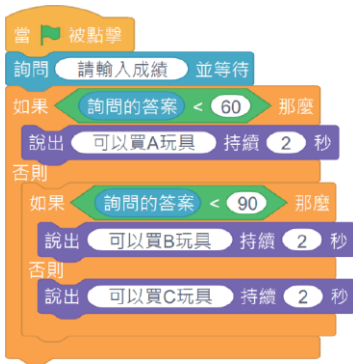 當 被點擊
詢問 請輸入成績 並等待
如果 詢問的答案 < 60 那麼
說出 可以買A玩具 持續 2 秒
否則
如果 詢問的答案 < 90 那麼
說出 可以買B玩具 持續 2 秒
否則
說出 可以買C玩具 持續 2 秒